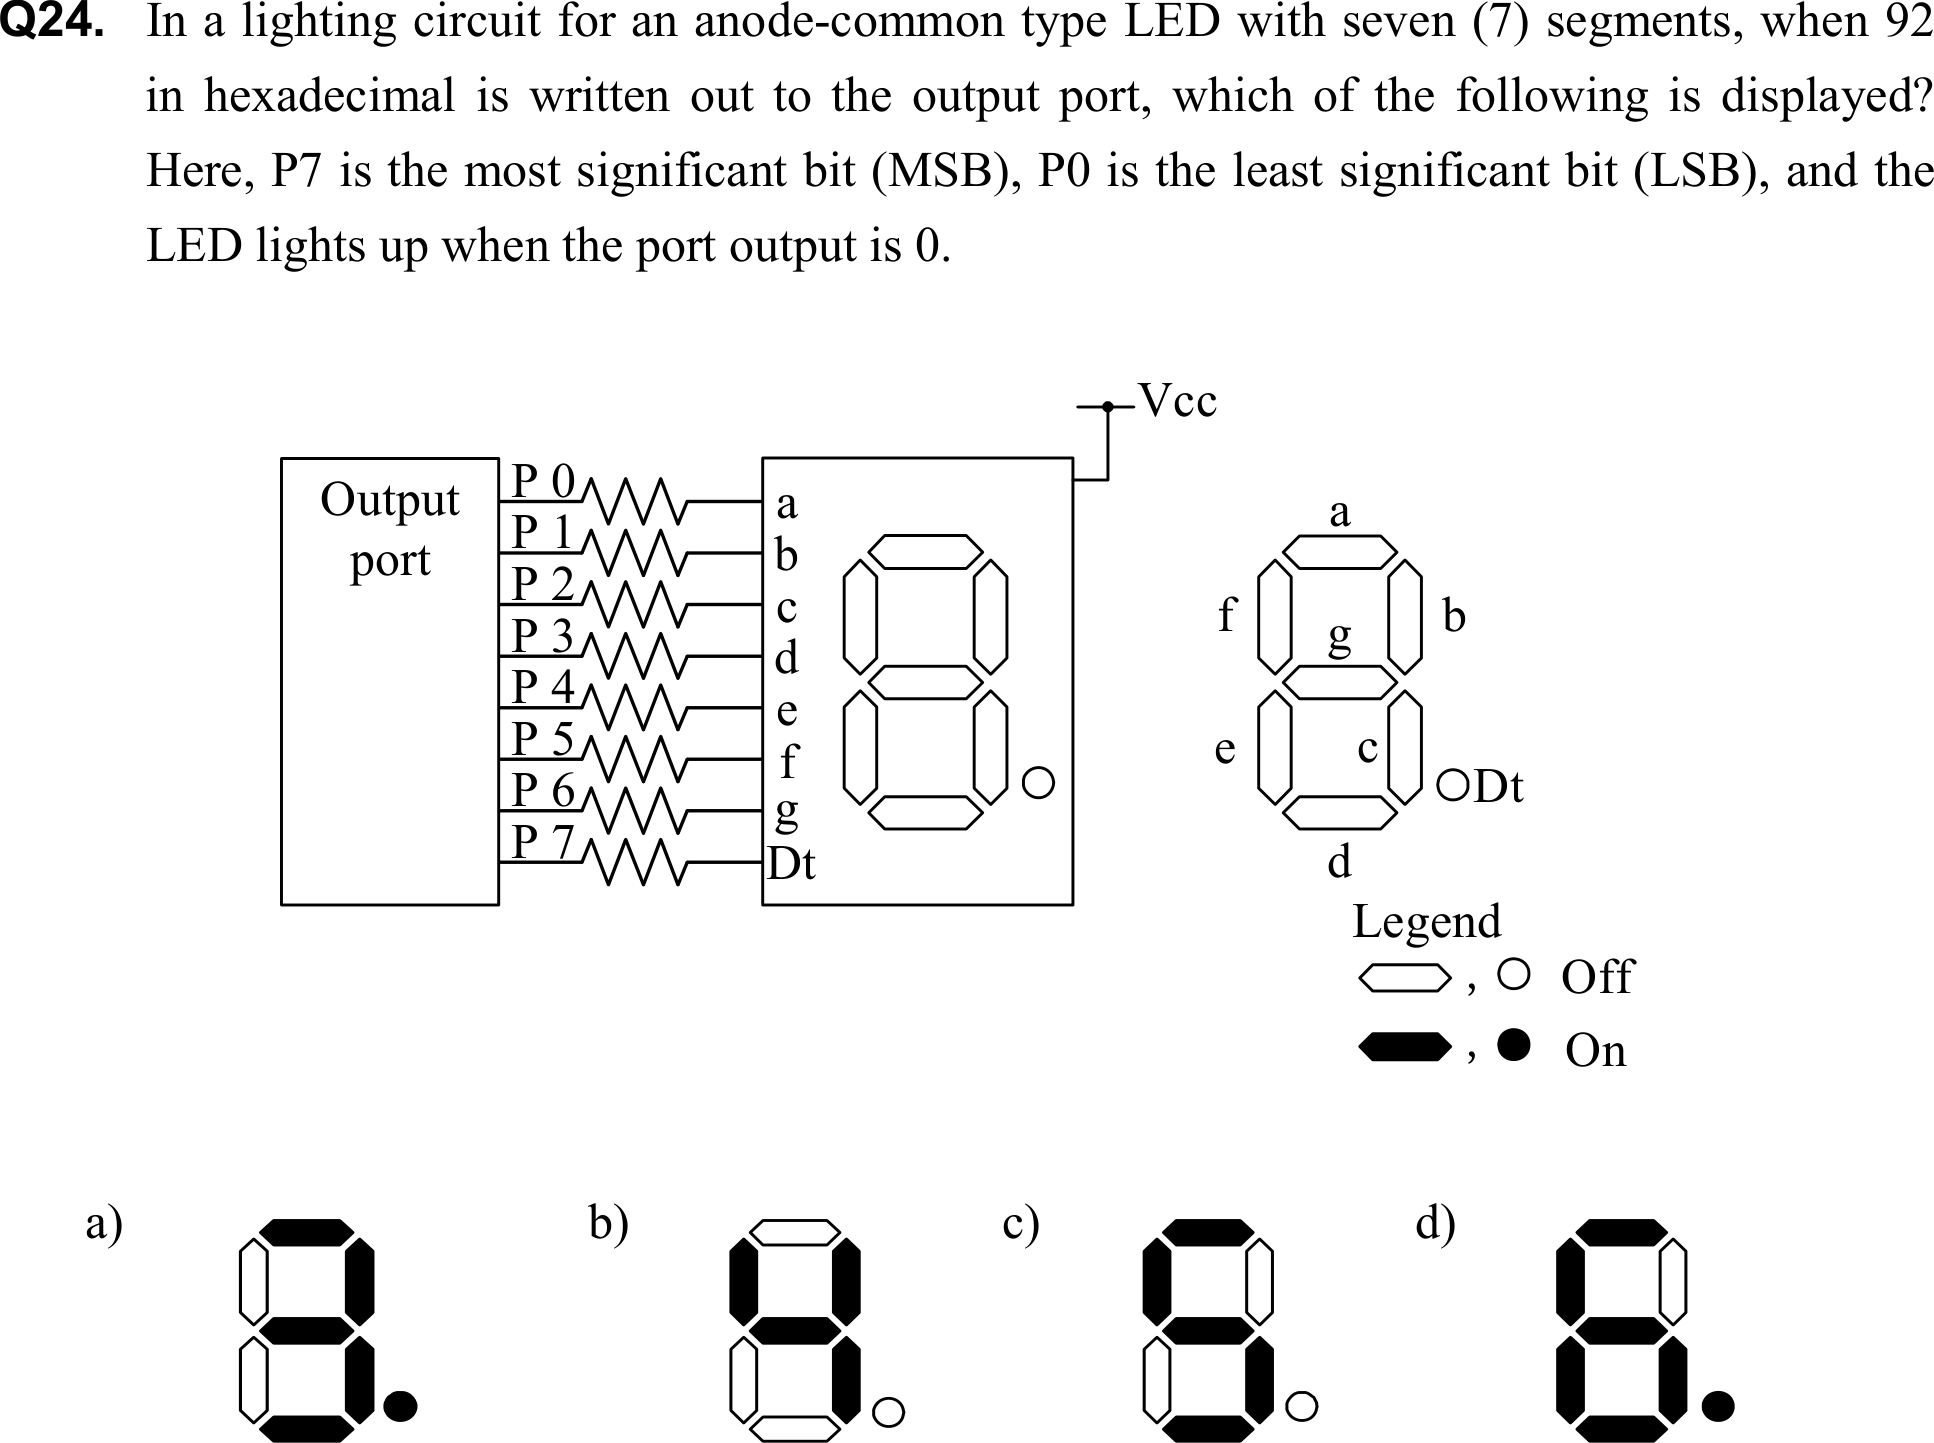 Q24. In a lighting circuit for an anode-common type LED with seven (7) segments, when 92
in hexadecimal is written out to the output port, which of the following is displayed?
Here, P7 is the most significant bit (MSB), P0 is the least significant bit (LSB), and the
LED lights up when the port output is 0.
Vcc
Output
port
P 0
P 1
P 2
P 3
P 4
P 5
P 6
P 7
a
b
c
d
e
f
g
Dt
a
f
b
g
e
c
Dt
d
Legend
, Off
, On
a)
b)
c)
d)